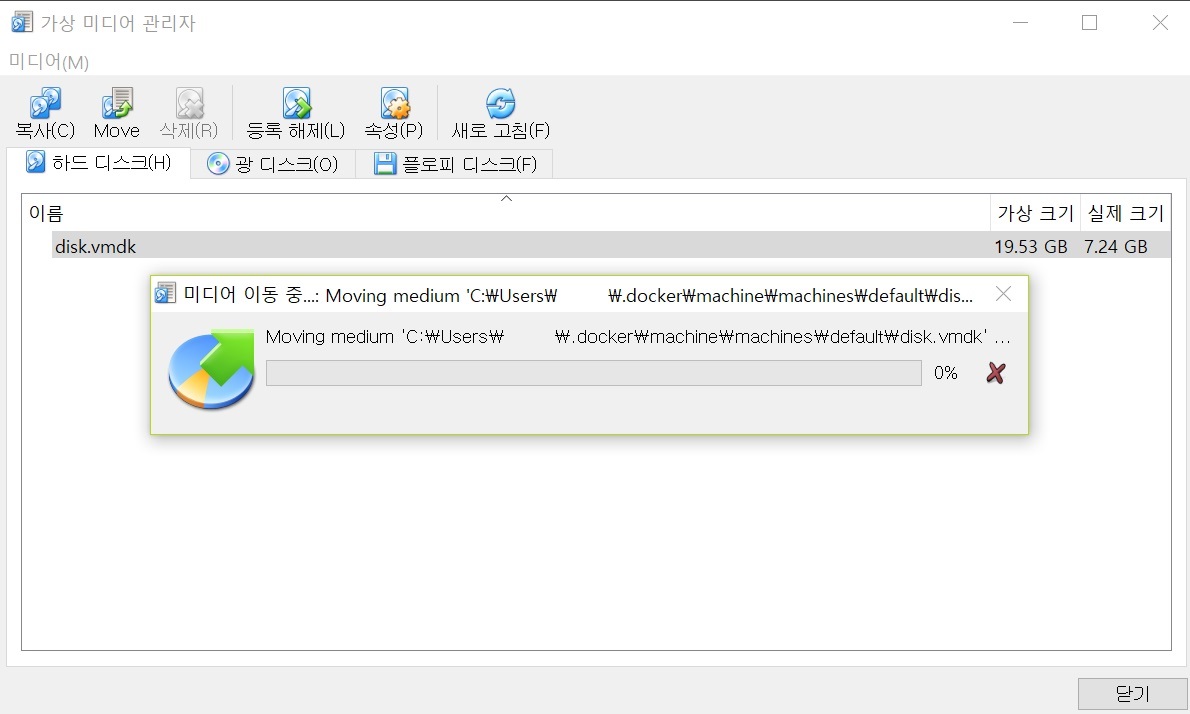 가상 미디어 관리자
미디어(M)
복사(C) Move 삭제(R) 등록 해제(L) 속성(P) 새로 고침(F)
하드 디스크(H) 광 디스크(O) 플로피 디스크(F)
이름 가상 크기 실제 크기
disk.vmdk 19.53 GB 7.24 GB
미디어 이동 중...: Moving medium 'C:₩Users₩ ₩.docker₩machine₩machines₩default₩dis...
Moving medium 'C:₩Users₩ ₩.docker₩machine₩machines₩default₩disk.vmdk' ...
0%
닫기